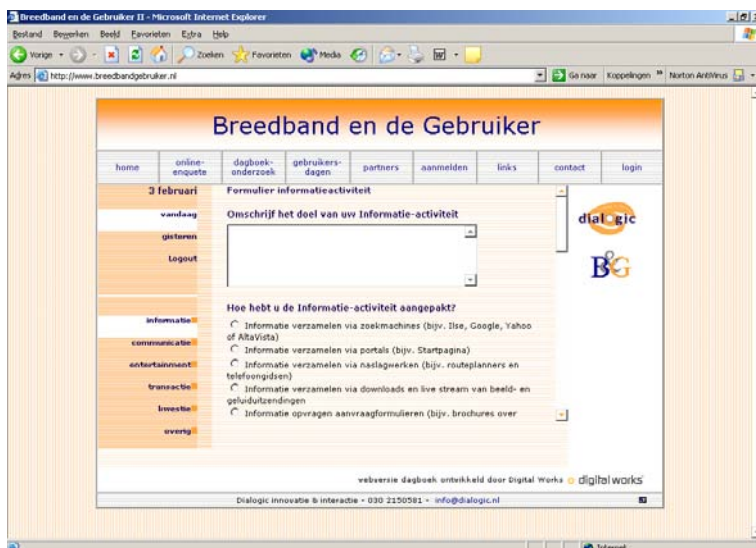 Breedband en de Gebruiker II - Microsoft Internet Explorer
Bestand Bewerken Beeld Favorieten Extra Help
Vorige Zoeken Favorieten Media
Adres http://www.breedbandgebruiker.nl Ga naar Koppelingen Norton AntiVirus
Breedband en de Gebruiker
home online-enquete dagboek-onderzoek gebruikers-dagen partners aanmelden links contact login
3 februari
vandaag
gisteren
Logout
informatie
communicatie
entertainment
transactie
kwestie
overig
Formulier informatieactiviteit
Omschrijf het doel van uw Informatie-activiteit
Hoe hebt u de Informatie-activiteit aangepakt?
Informatie verzamelen via zoekmachines (bijv. Ilse, Google, Yahoo
of AltaVista)
Informatie verzamelen via portals (bijv. Startpagina)
Informatie verzamelen via naslagwerken (bijv. routeplanners en
telefoongidsen)
Informatie verzamelen via downloads en live stream van beeld- en
geluiduitzendingen
Informatie opvragen aanvraagformulieren (bijv. brochures over
dialogic
B&G
webversie dagboek ontwikkeld door Digital Works digital works
Dialogic innovatie & interactie - 030 2150581 - info@dialogic.nl
Internet